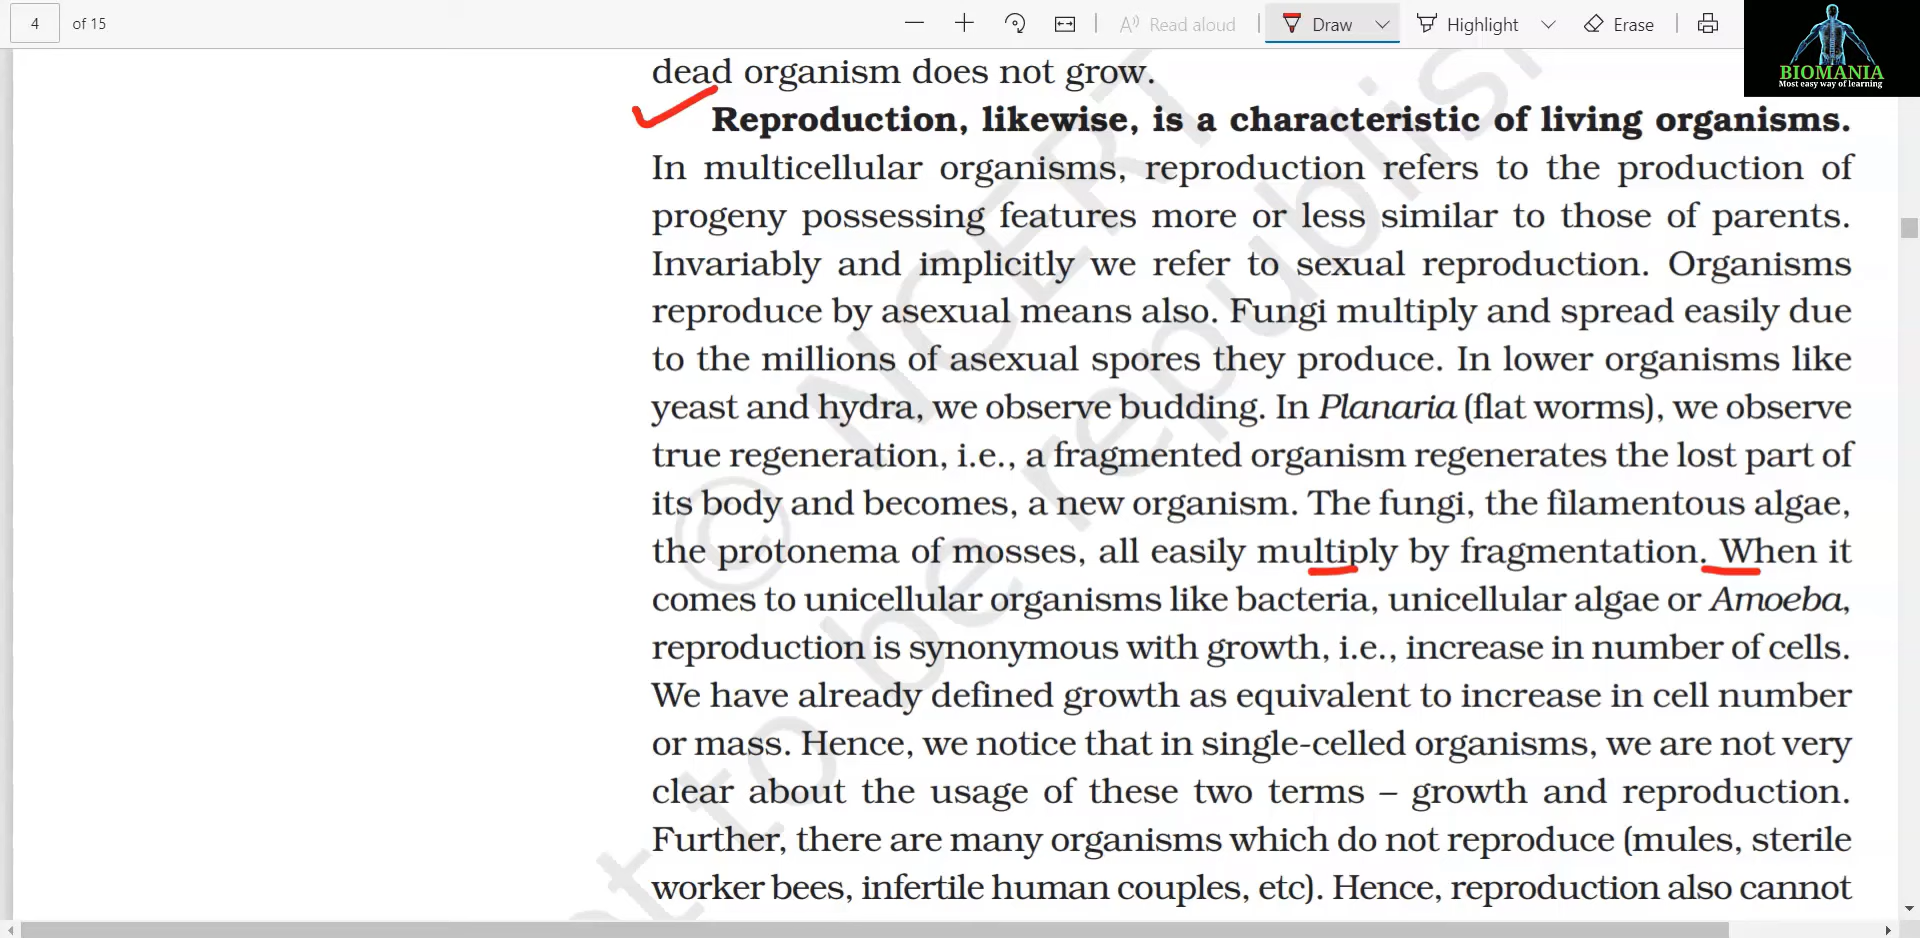 4 of 15 Read aloud Draw Highlight Erase
BIOMANIA
Most easy way of learning
dead organism does not grow.
Reproduction, likewise, is a characteristic of living organisms.
In multicellular organisms, reproduction refers to the production of
progeny possessing features more or less similar to those of parents.
Invariably and implicitly we refer to sexual reproduction. Organisms
reproduce by asexual means also. Fungi multiply and spread easily due
to the millions of asexual spores they produce. In lower organisms like
yeast and hydra, we observe budding. In Planaria (flat worms), we observe
true regeneration, i.e., a fragmented organism regenerates the lost part of
its body and becomes, a new organism. The fungi, the filamentous algae,
the protonema of mosses, all easily multiply by fragmentation. When it
comes to unicellular organisms like bacteria, unicellular algae or Amoeba,
reproduction is synonymous with growth, i.e., increase in number of cells.
We have already defined growth as equivalent to increase in cell number
or mass. Hence, we notice that in single-celled organisms, we are not very
clear about the usage of these two terms – growth and reproduction.
Further, there are many organisms which do not reproduce (mules, sterile
worker bees, infertile human couples, etc). Hence, reproduction also cannot
© NCERT
not to be republish